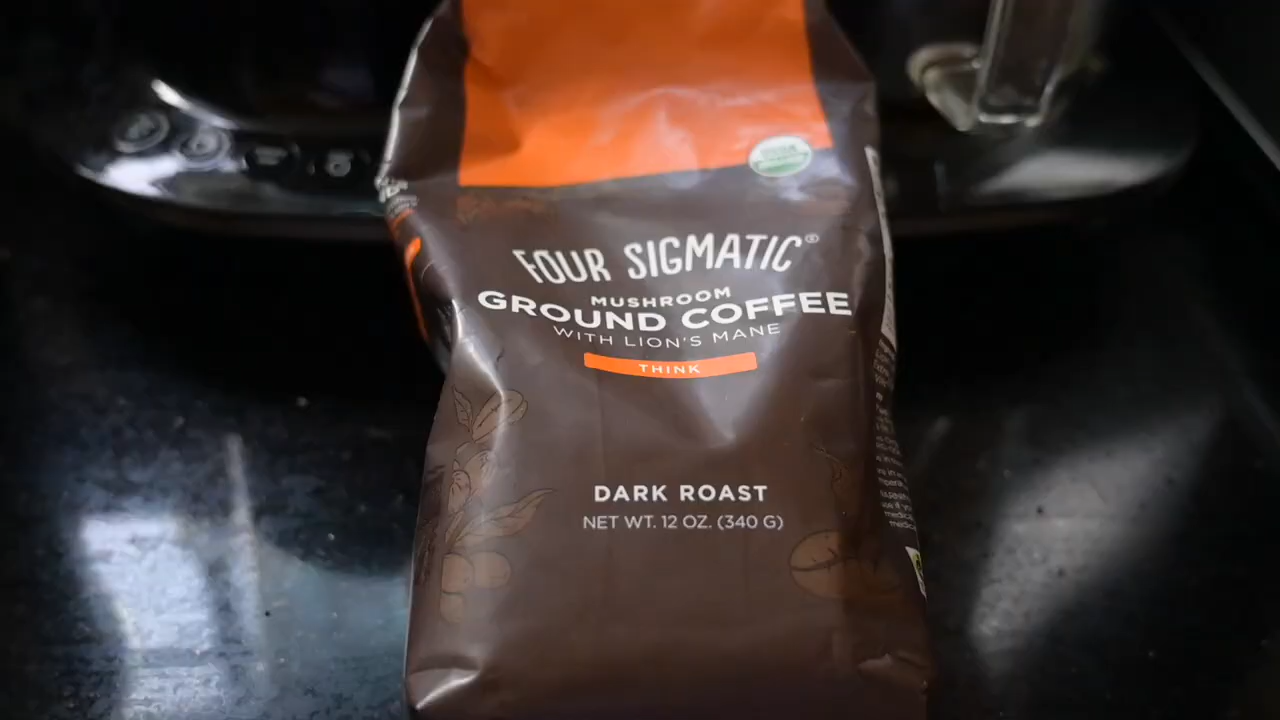 FOUR SIGMATIC®
MUSHROOM
GROUND COFFEE
WITH LION'S MANE
THINK
DARK ROAST
NET WT. 12 OZ. (340 G)